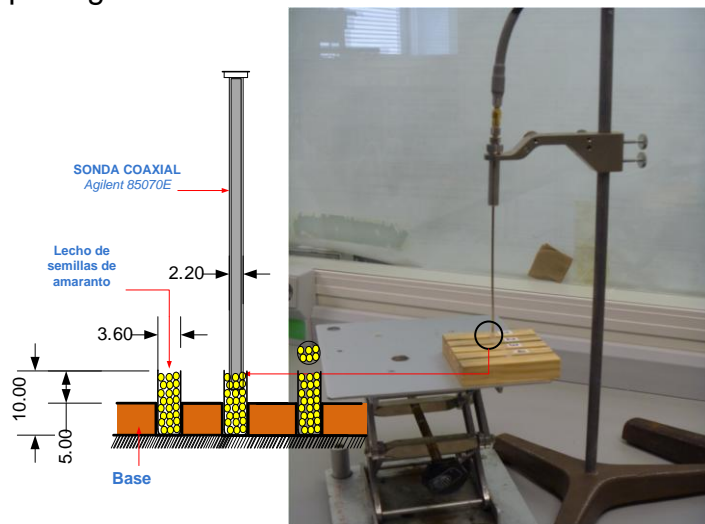 SONDA COAXIAL
Agilent 85070E
Lecho de
semillas de
amaranto
2.20
3.60
10.00
5.00
Base